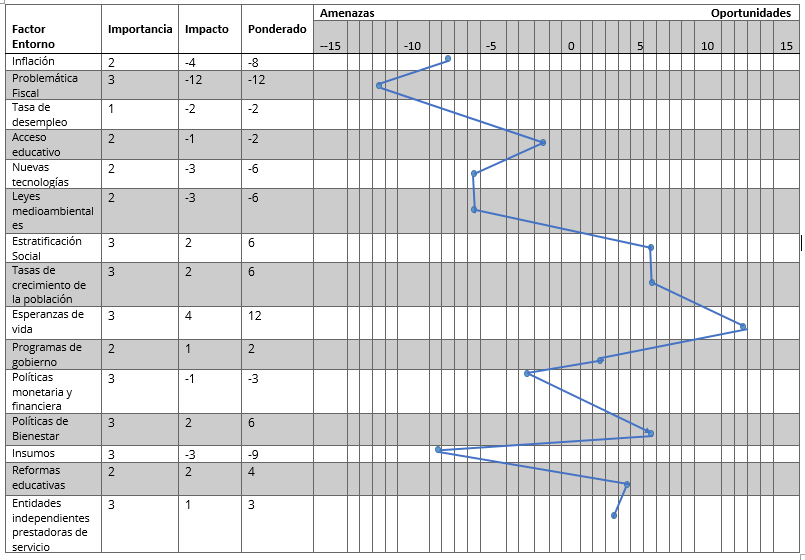 Amenazas Oportunidades
Factor Entorno Importancia Impacto Ponderado --15 -10 -5 0 5 10 15
Inflación 2 -4 -8
Problemática 3 -12 -12
Fiscal
Tasa de 1 -2 -2
desempleo
Acceso 2 -1 -2
educativo
Nuevas 2 -3 -6
tecnologías
Leyes 2 -3 -6
medioambiental
es
Estratificación 3 2 6
Social
Tasas de 3 2 6
crecimiento de
la población
Esperanzas de 3 4 12
vida
Programas de 2 1 2
gobierno
Políticas 3 -1 -3
monetaria y
financiera
Políticas de 3 2 6
Bienestar
Insumos 3 -3 -9
Reformas 2 2 4
educativas
Entidades 3 1 3
independientes
prestadoras de
servicio